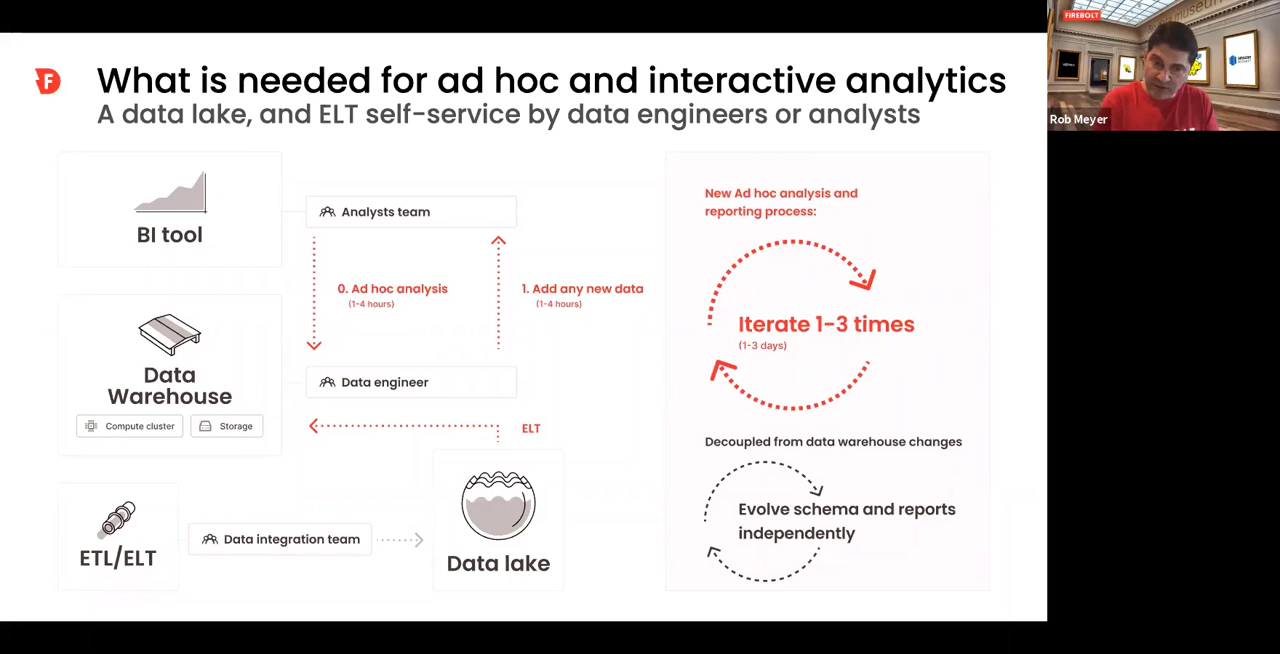 What is needed for ad hoc and interactive analytics
A data lake, and ELT self-service by data engineers or analysts
FIREBOLT
Rob Meyer
BI tool
Analysts team
0. Ad hoc analysis
(1-4 hours)
1. Add any new data
(1-4 hours)
Data
Warehouse
Compute cluster
Storage
Data engineer
ELT
ETL/ELT
Data integration team
Data lake
New Ad hoc analysis and
reporting process:
Iterate 1-3 times
(1-3 days)
Decoupled from data warehouse changes
Evolve schema and reports
independently